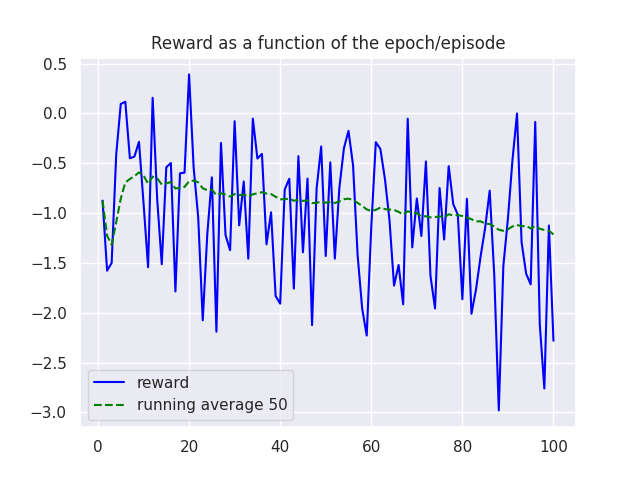 Reward as a function of the epoch/episode
0.5
0.0
−0.5
−1.0
−1.5
−2.0
−2.5
−3.0
reward
running average 50
0 20 40 60 80 100